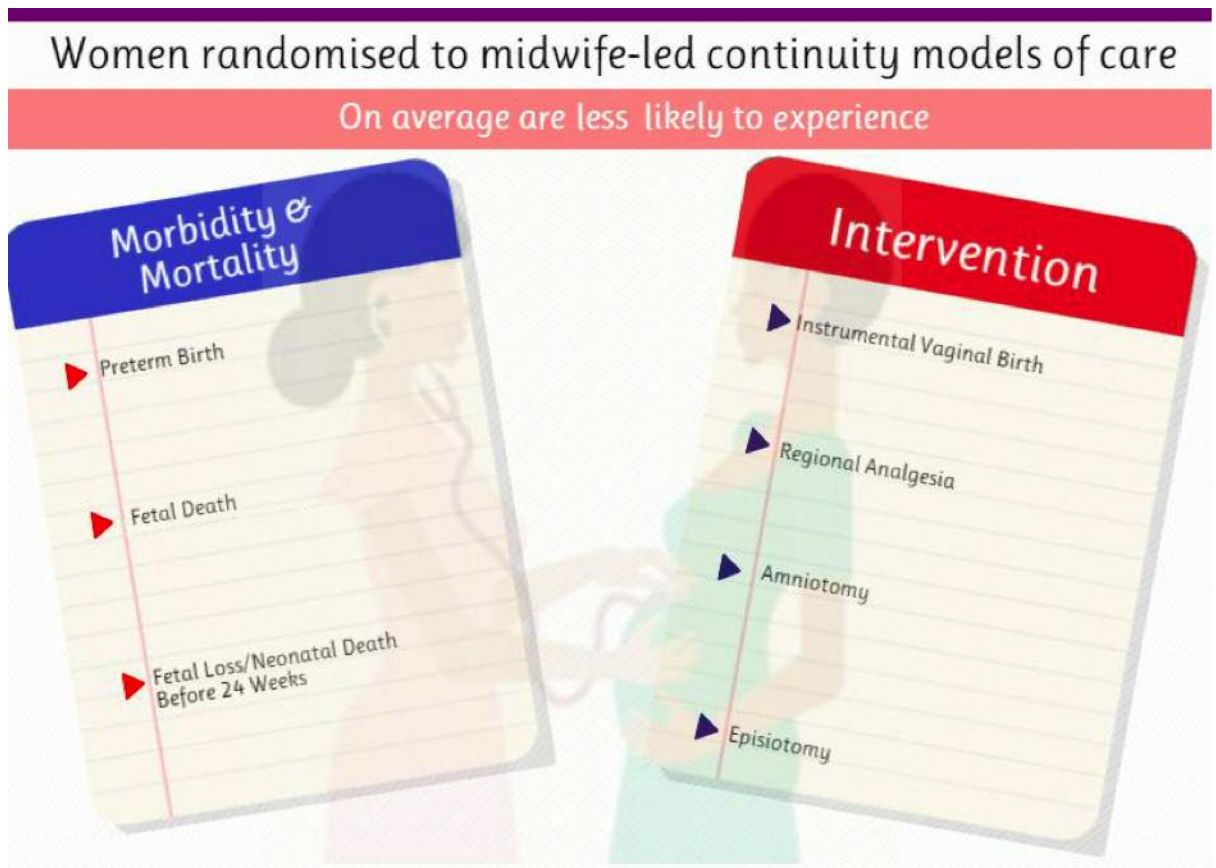 Women randomised to midwife-led continuity models of care
On average are less likely to experience
Morbidity &
Mortality
Preterm Birth
Fetal Death
Fetal Loss/Neonatal Death
Before 24 Weeks
Intervention
Instrumental Vaginal Birth
Regional Analgesia
Amniotomy
Episiotomy